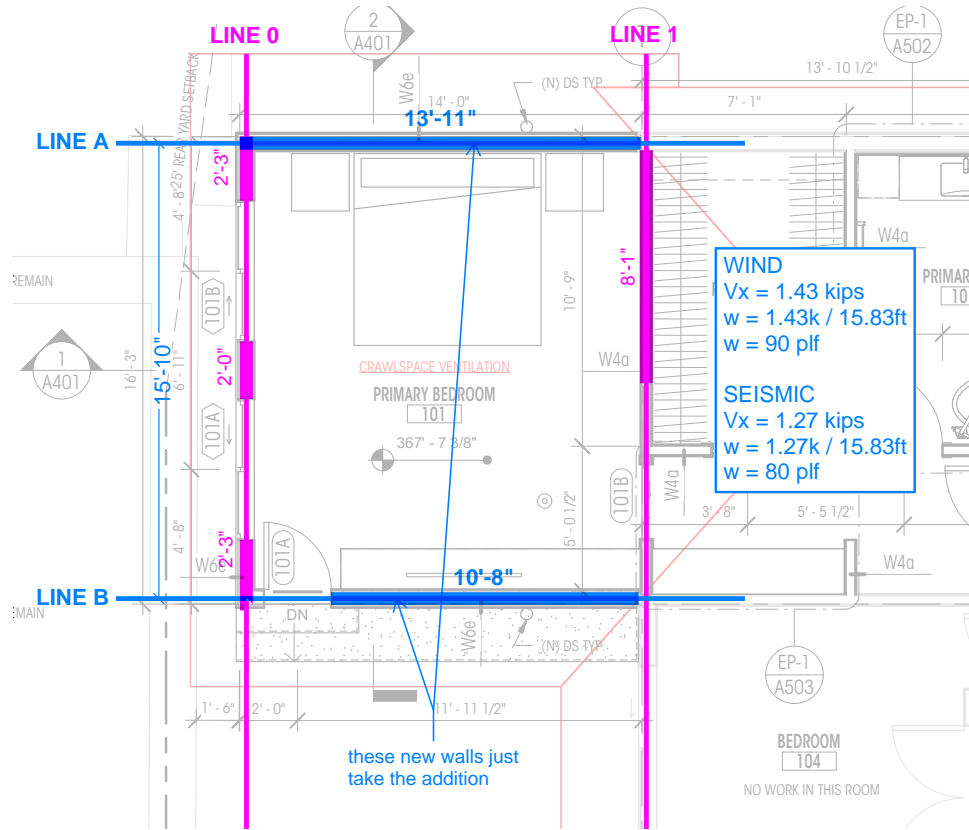 LINE 0
2
A401
LINE 1
EP-1
A502
13' - 10 1/2"
W6e
(N) DS TYP.
14' - 0"
7' - 1"
13'-11"
25' REAR YARD SETBACK
LINE A
2'-3"
4' - 8"
W4a
REMAIN
WIND
Vx = 1.43 kips
w = 1.43k / 15.83ft
w = 90 plf
SEISMIC
Vx = 1.27 kips
w = 1.27k / 15.83ft
w = 80 plf
PRIMAR
10
8'-1"
10' - 9"
101B
1
A401
16' - 3"
15'-10"
6' - 11"
2'-0"
CRAWLSPACE VENTILATION
W4a
PRIMARY BEDROOM
101
367' - 7 3/8"
101A
101B
W4a
3' - 8"
5' - 5 1/2"
5' - 0 1/2"
4' - 8"
2'-3"
101A
W6e
10'-8"
W4a
LINE B
EMAIN
DN
W6e
(N) DS TYP.
EP-1
A503
1' - 6"
2' - 0"
11' - 11 1/2"
these new walls just
take the addition
BEDROOM
104
NO WORK IN THIS ROOM